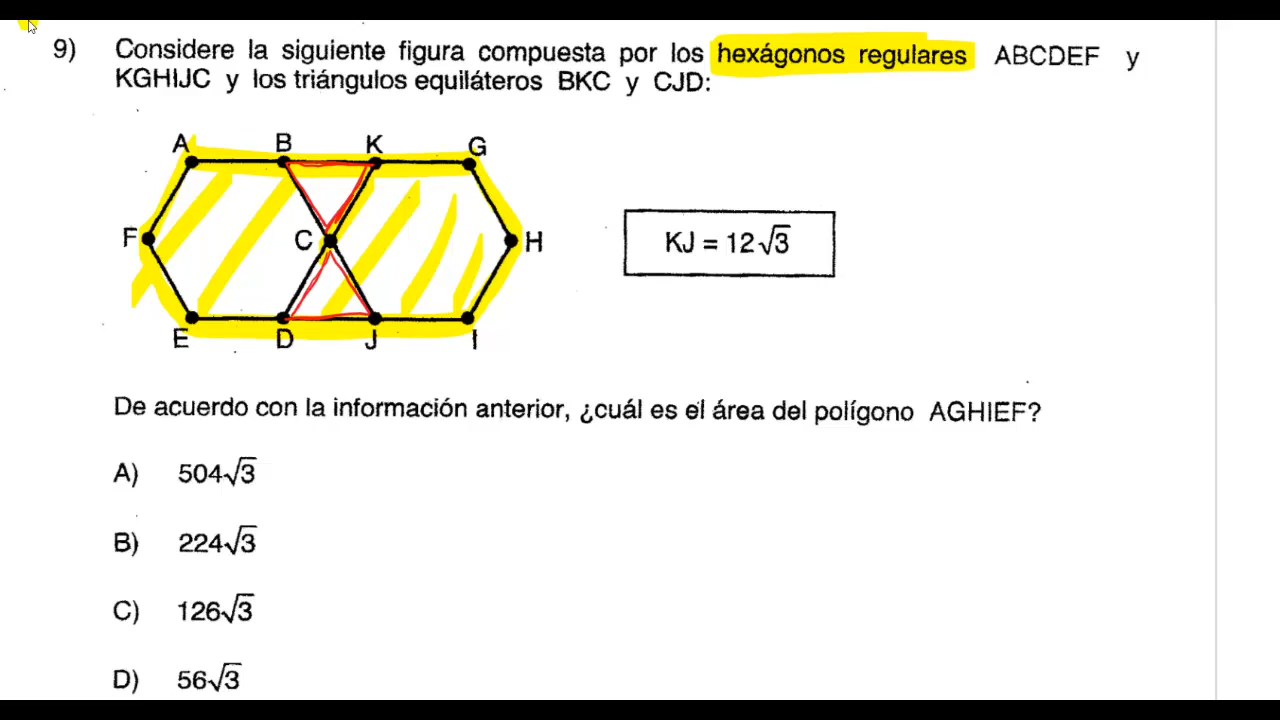 9) Considere la siguiente figura compuesta por los hexágonos regulares ABCDEF y
KGHIJC y los triángulos equiláteros BKC y CJD:
A B K G
F C H
E D J I
KJ = 12√3
De acuerdo con la información anterior, ¿cuál es el área del polígono AGHIEF?
A) 504√3
B) 224√3
C) 126√3
D) 56√3